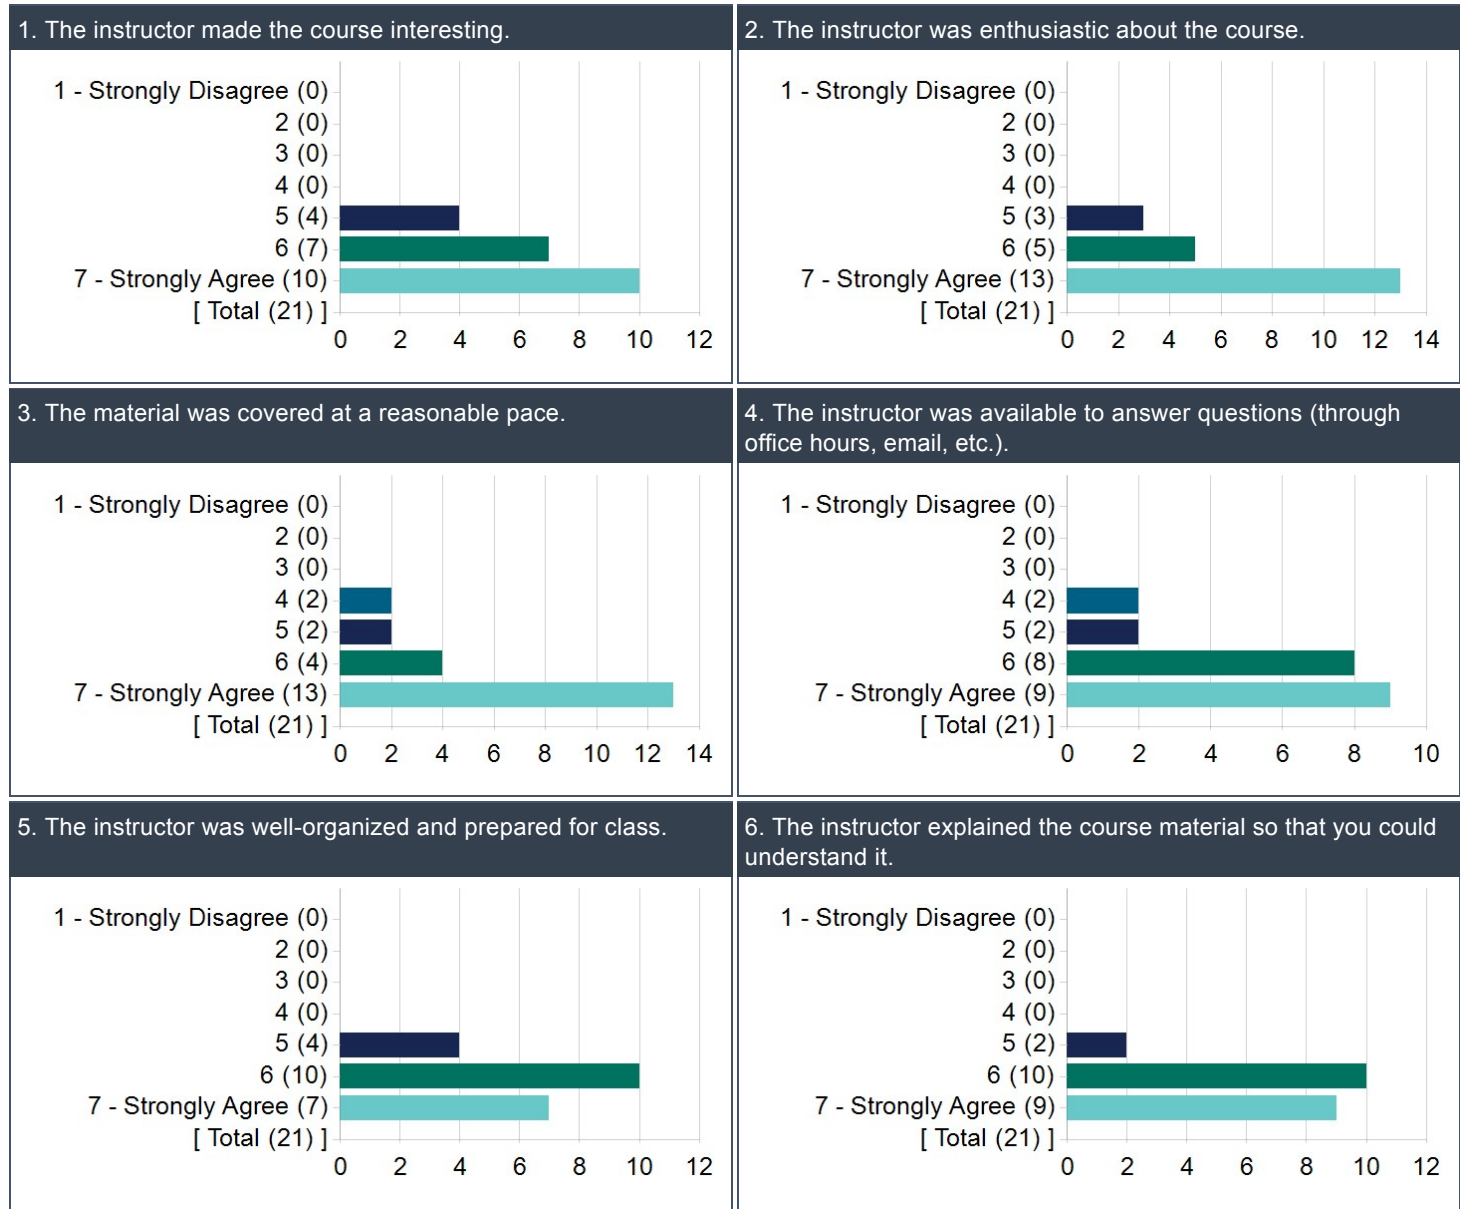 1. The instructor made the course interesting.
1 - Strongly Disagree (0)
2 (0)
3 (0)
4 (0)
5 (4)
6 (7)
7 - Strongly Agree (10)
[ Total (21) ]
0 2 4 6 8 10 12
2. The instructor was enthusiastic about the course.
1 - Strongly Disagree (0)
2 (0)
3 (0)
4 (0)
5 (3)
6 (5)
7 - Strongly Agree (13)
[ Total (21) ]
0 2 4 6 8 10 12 14
3. The material was covered at a reasonable pace.
1 - Strongly Disagree (0)
2 (0)
3 (0)
4 (2)
5 (2)
6 (4)
7 - Strongly Agree (13)
[ Total (21) ]
0 2 4 6 8 10 12 14
4. The instructor was available to answer questions (through
office hours, email, etc.).
1 - Strongly Disagree (0)
2 (0)
3 (0)
4 (2)
5 (2)
6 (8)
7 - Strongly Agree (9)
[ Total (21) ]
0 2 4 6 8 10
5. The instructor was well-organized and prepared for class.
1 - Strongly Disagree (0)
2 (0)
3 (0)
4 (0)
5 (4)
6 (10)
7 - Strongly Agree (7)
[ Total (21) ]
0 2 4 6 8 10 12
6. The instructor explained the course material so that you could
understand it.
1 - Strongly Disagree (0)
2 (0)
3 (0)
4 (0)
5 (2)
6 (10)
7 - Strongly Agree (9)
[ Total (21) ]
0 2 4 6 8 10 12